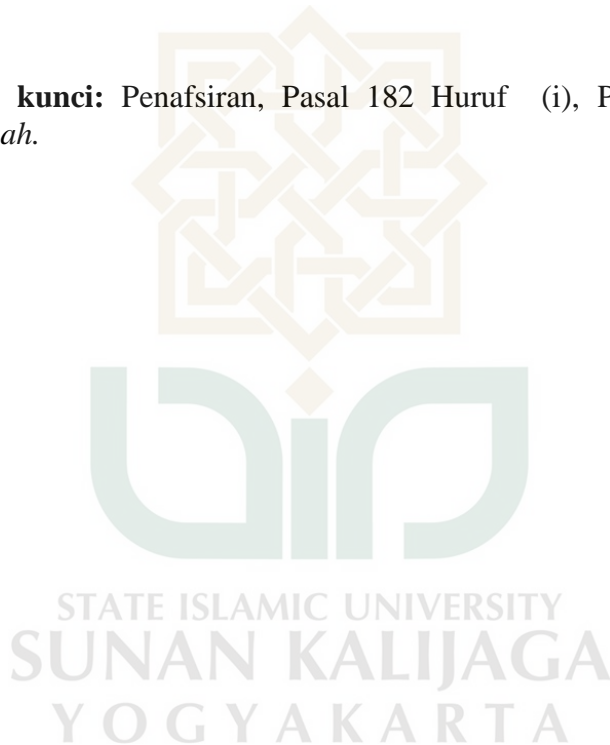 kunci: Penafsiran, Pasal 182 Huruf (i), P
ah.
STATE ISLAMIC UNIVERSITY
SUNAN KALIJAGA
YOGYAKARTA